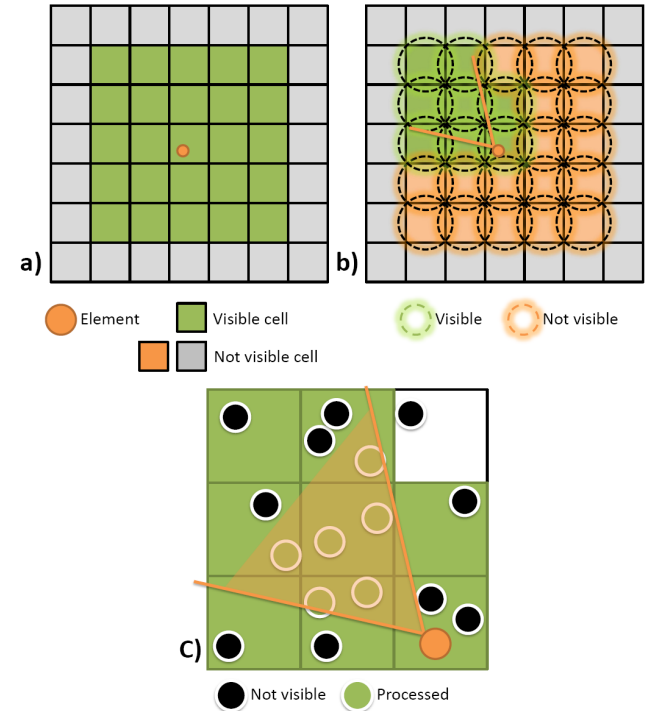 a)
b)
Element
Visible cell
Visible
Not visible
Not visible cell
C)
Not visible
Processed